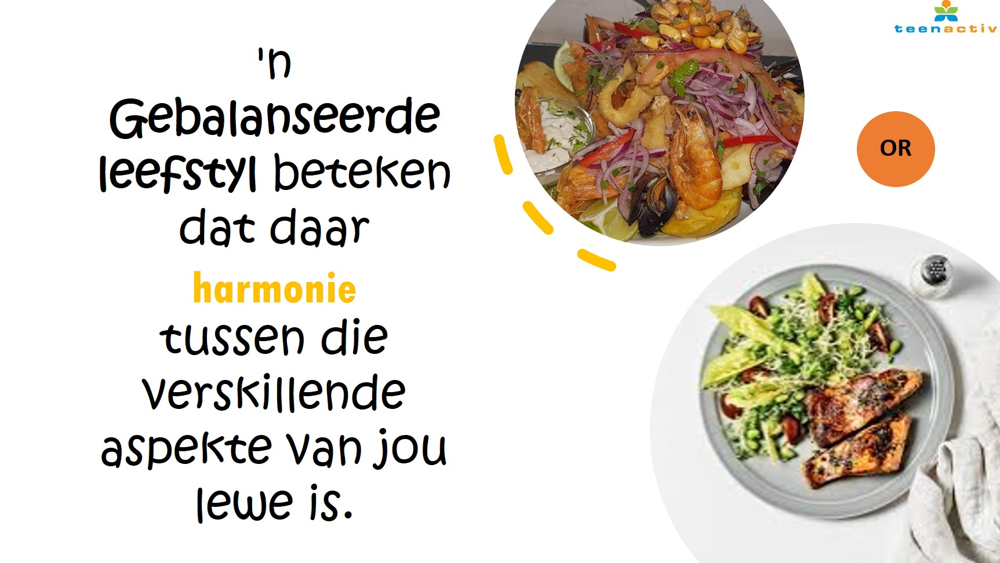 'n
Gebalanseerde
leefstyl beteken
dat daar
harmonie
tussen die
verskillende
aspekte van jou
lewe is.
teenactiv
OR